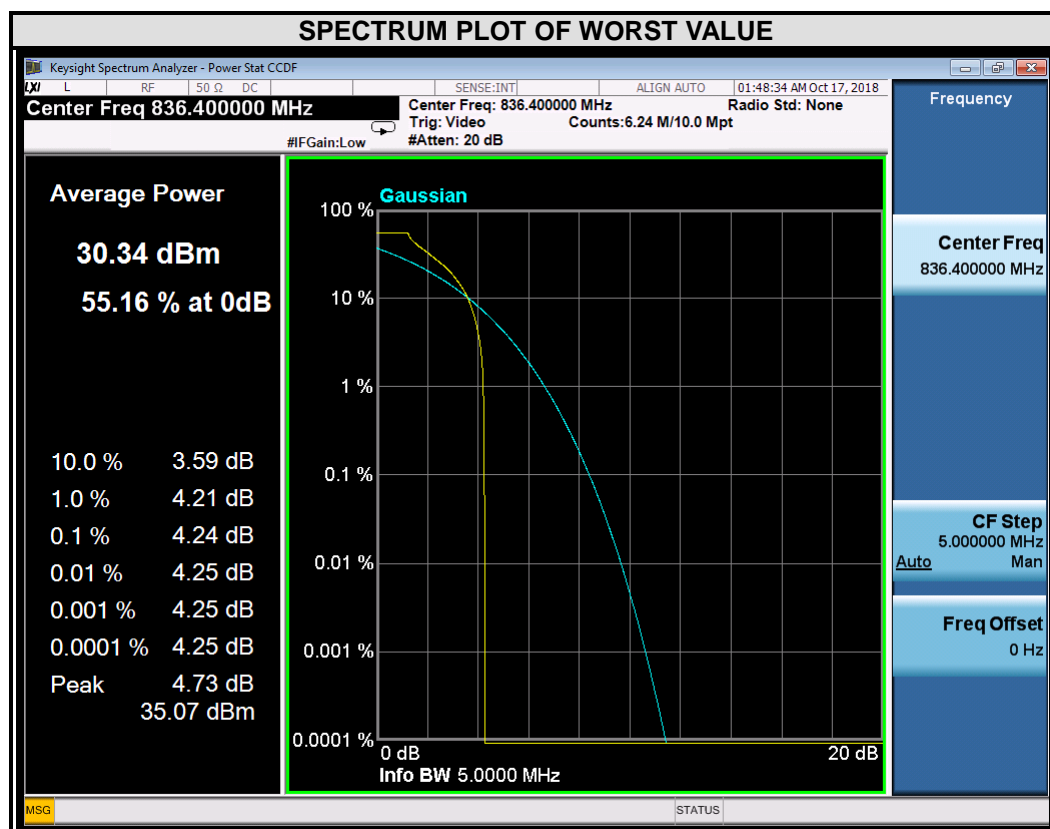 SPECTRUM PLOT OF WORST VALUE
Keysight Spectrum Analyzer - Power Stat CCDF
LXI L RF 50 Ω DC SENSE:INT ALIGN AUTO 01:48:34 AM Oct 17, 2018
Center Freq 836.400000 MHz
Center Freq: 836.400000 MHz Radio Std: None
Trig: Video Counts:6.24 M/10.0 Mpt
#IFGain:Low #Atten: 20 dB
Average Power
30.34 dBm
55.16 % at 0dB
10.0 % 3.59 dB
1.0 % 4.21 dB
0.1 % 4.24 dB
0.01 % 4.25 dB
0.001 % 4.25 dB
0.0001 % 4.25 dB
Peak 4.73 dB
35.07 dBm
Gaussian
100 %
10 %
1 %
0.1 %
0.01 %
0.001 %
0.0001 %
0 dB 20 dB
Info BW 5.0000 MHz
Frequency
Center Freq
836.400000 MHz
CF Step
5.000000 MHz
Auto Man
Freq Offset
0 Hz
MSG STATUS